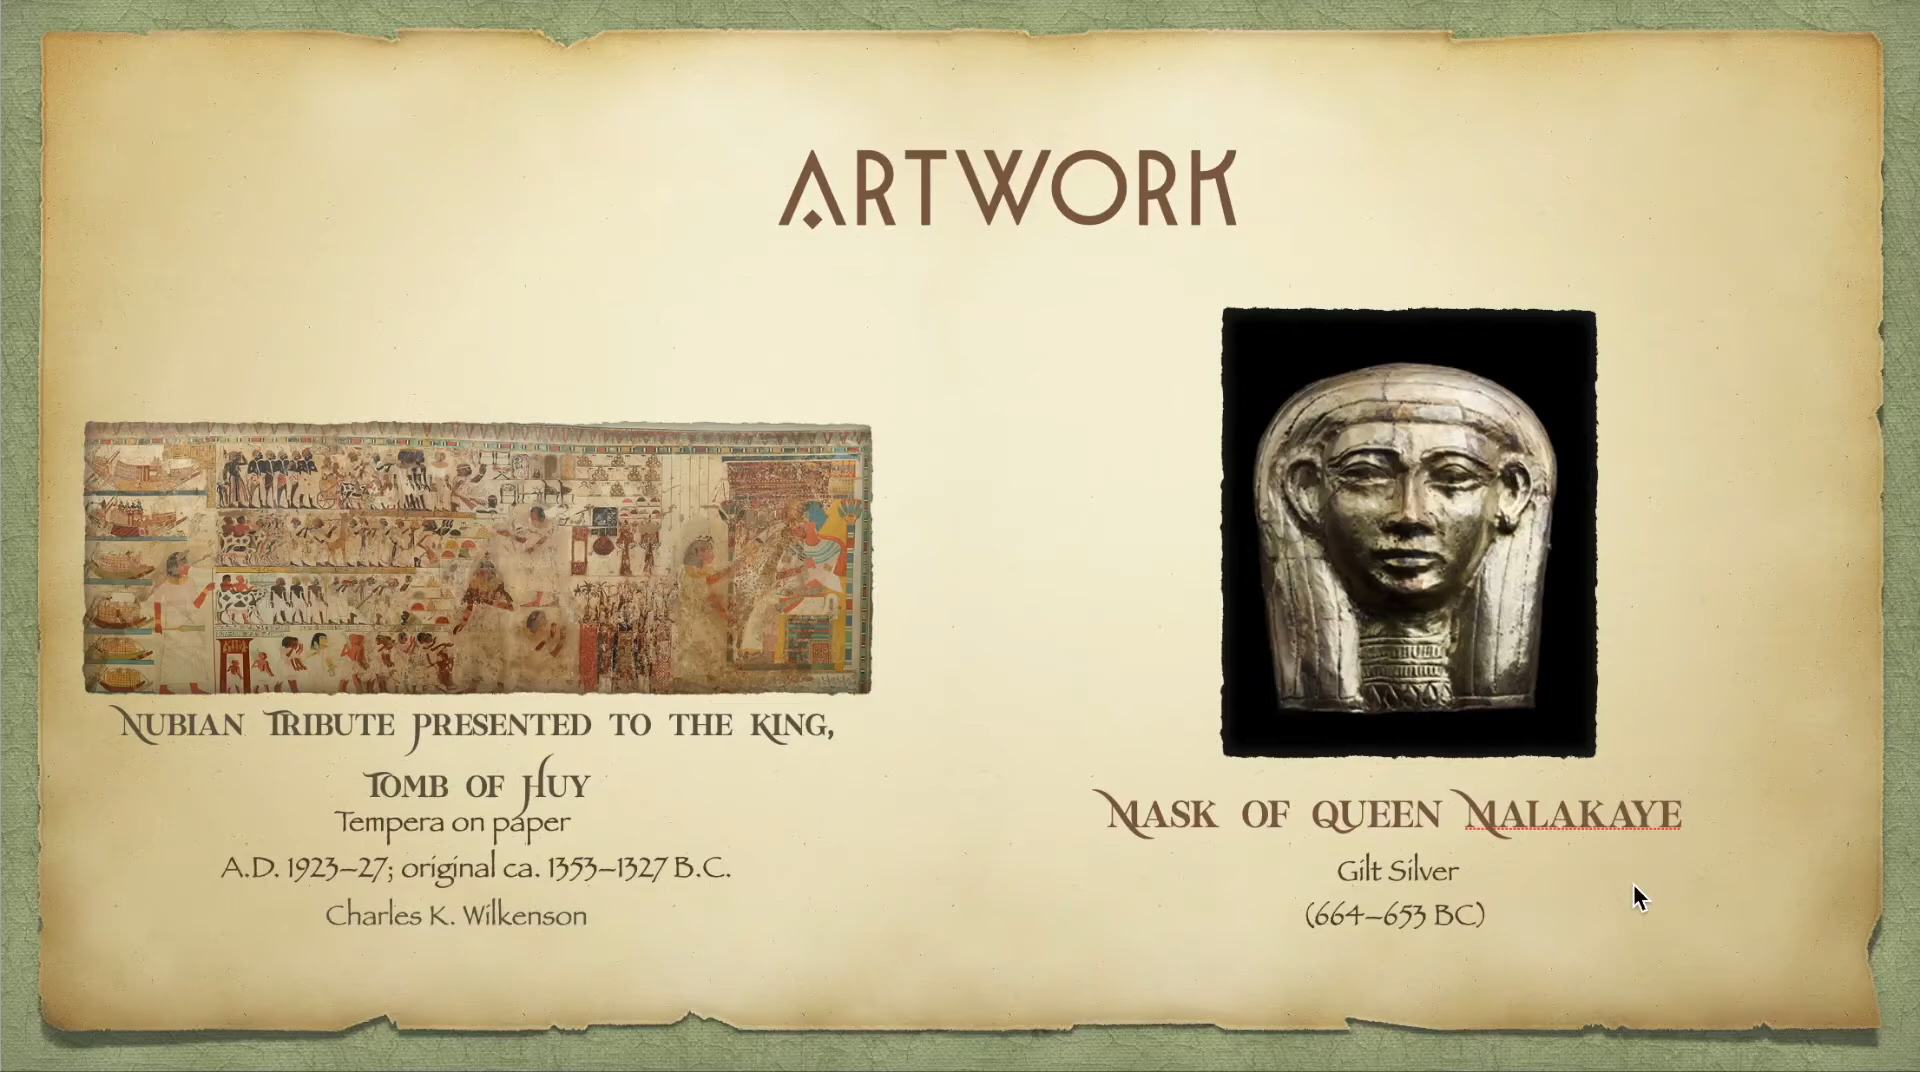 ARTWORK
NUBIAN TRIBUTE PRESENTED TO THE KING,
TOMB OF HUY
Tempera on paper
A.D. 1923–27; original ca. 1353–1327 B.C.
Charles K. Wilkenson
MASK OF QUEEN MALAKAYE
Gilt Silver
(664–653 BC)